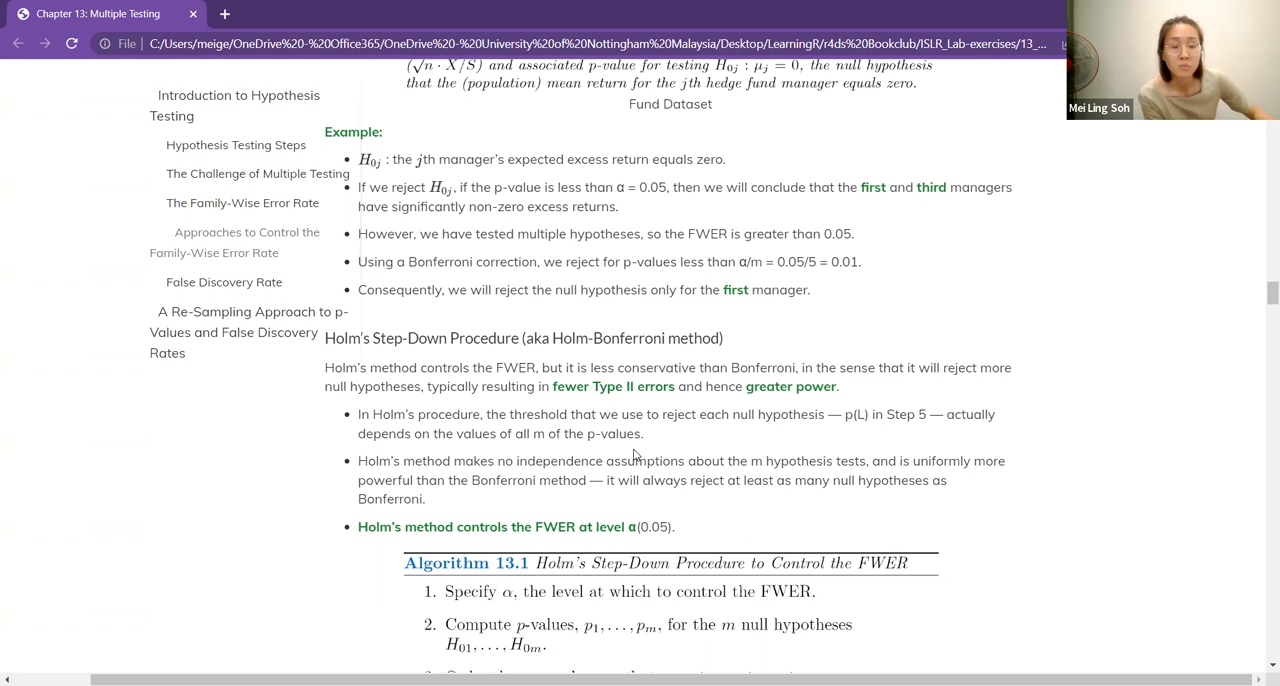 Chapter 13: Multiple Testing
File
C:/Users/meige/OneDrive%20-%20Office365/OneDrive%20-%20University%20of%20Nottingham%20Malaysia/Desktop/LearningR/r4ds%20Bookclub/ISLR_Lab-exercises/13_...
Mei Ling Soh
Introduction to Hypothesis
Testing
Hypothesis Testing Steps
The Challenge of Multiple Testing
The Family-Wise Error Rate
Approaches to Control the
Family-Wise Error Rate
False Discovery Rate
A Re-Sampling Approach to p-
Values and False Discovery
Rates
(√n · X/S) and associated p-value for testing H0j : μj = 0, the null hypothesis
that the (population) mean return for the jth hedge fund manager equals zero.
Fund Dataset
Example:
• H0j : the jth manager's expected excess return equals zero.
• If we reject H0j, if the p-value is less than α = 0.05, then we will conclude that the first and third managers
have significantly non-zero excess returns.
• However, we have tested multiple hypotheses, so the FWER is greater than 0.05.
• Using a Bonferroni correction, we reject for p-values less than α/m = 0.05/5 = 0.01.
• Consequently, we will reject the null hypothesis only for the first manager.
Holm's Step-Down Procedure (aka Holm-Bonferroni method)
Holm's method controls the FWER, but it is less conservative than Bonferroni, in the sense that it will reject more
null hypotheses, typically resulting in fewer Type II errors and hence greater power.
• In Holm's procedure, the threshold that we use to reject each null hypothesis — p(L) in Step 5 — actually
depends on the values of all m of the p-values.
• Holm's method makes no independence assumptions about the m hypothesis tests, and is uniformly more
powerful than the Bonferroni method — it will always reject at least as many null hypotheses as
Bonferroni.
• Holm's method controls the FWER at level α(0.05).
Algorithm 13.1 Holm's Step-Down Procedure to Control the FWER
1. Specify α, the level at which to control the FWER.
2. Compute p-values, p1, . . . , pm, for the m null hypotheses
H01, . . . , H0m.